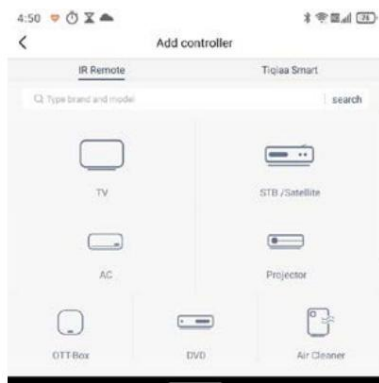 4:50
Add controller
IR Remote Tiqiaa Smart
Type brand and model search
TV STB /Satellite
AC Projector
OTT-Box DVD Air Cleaner